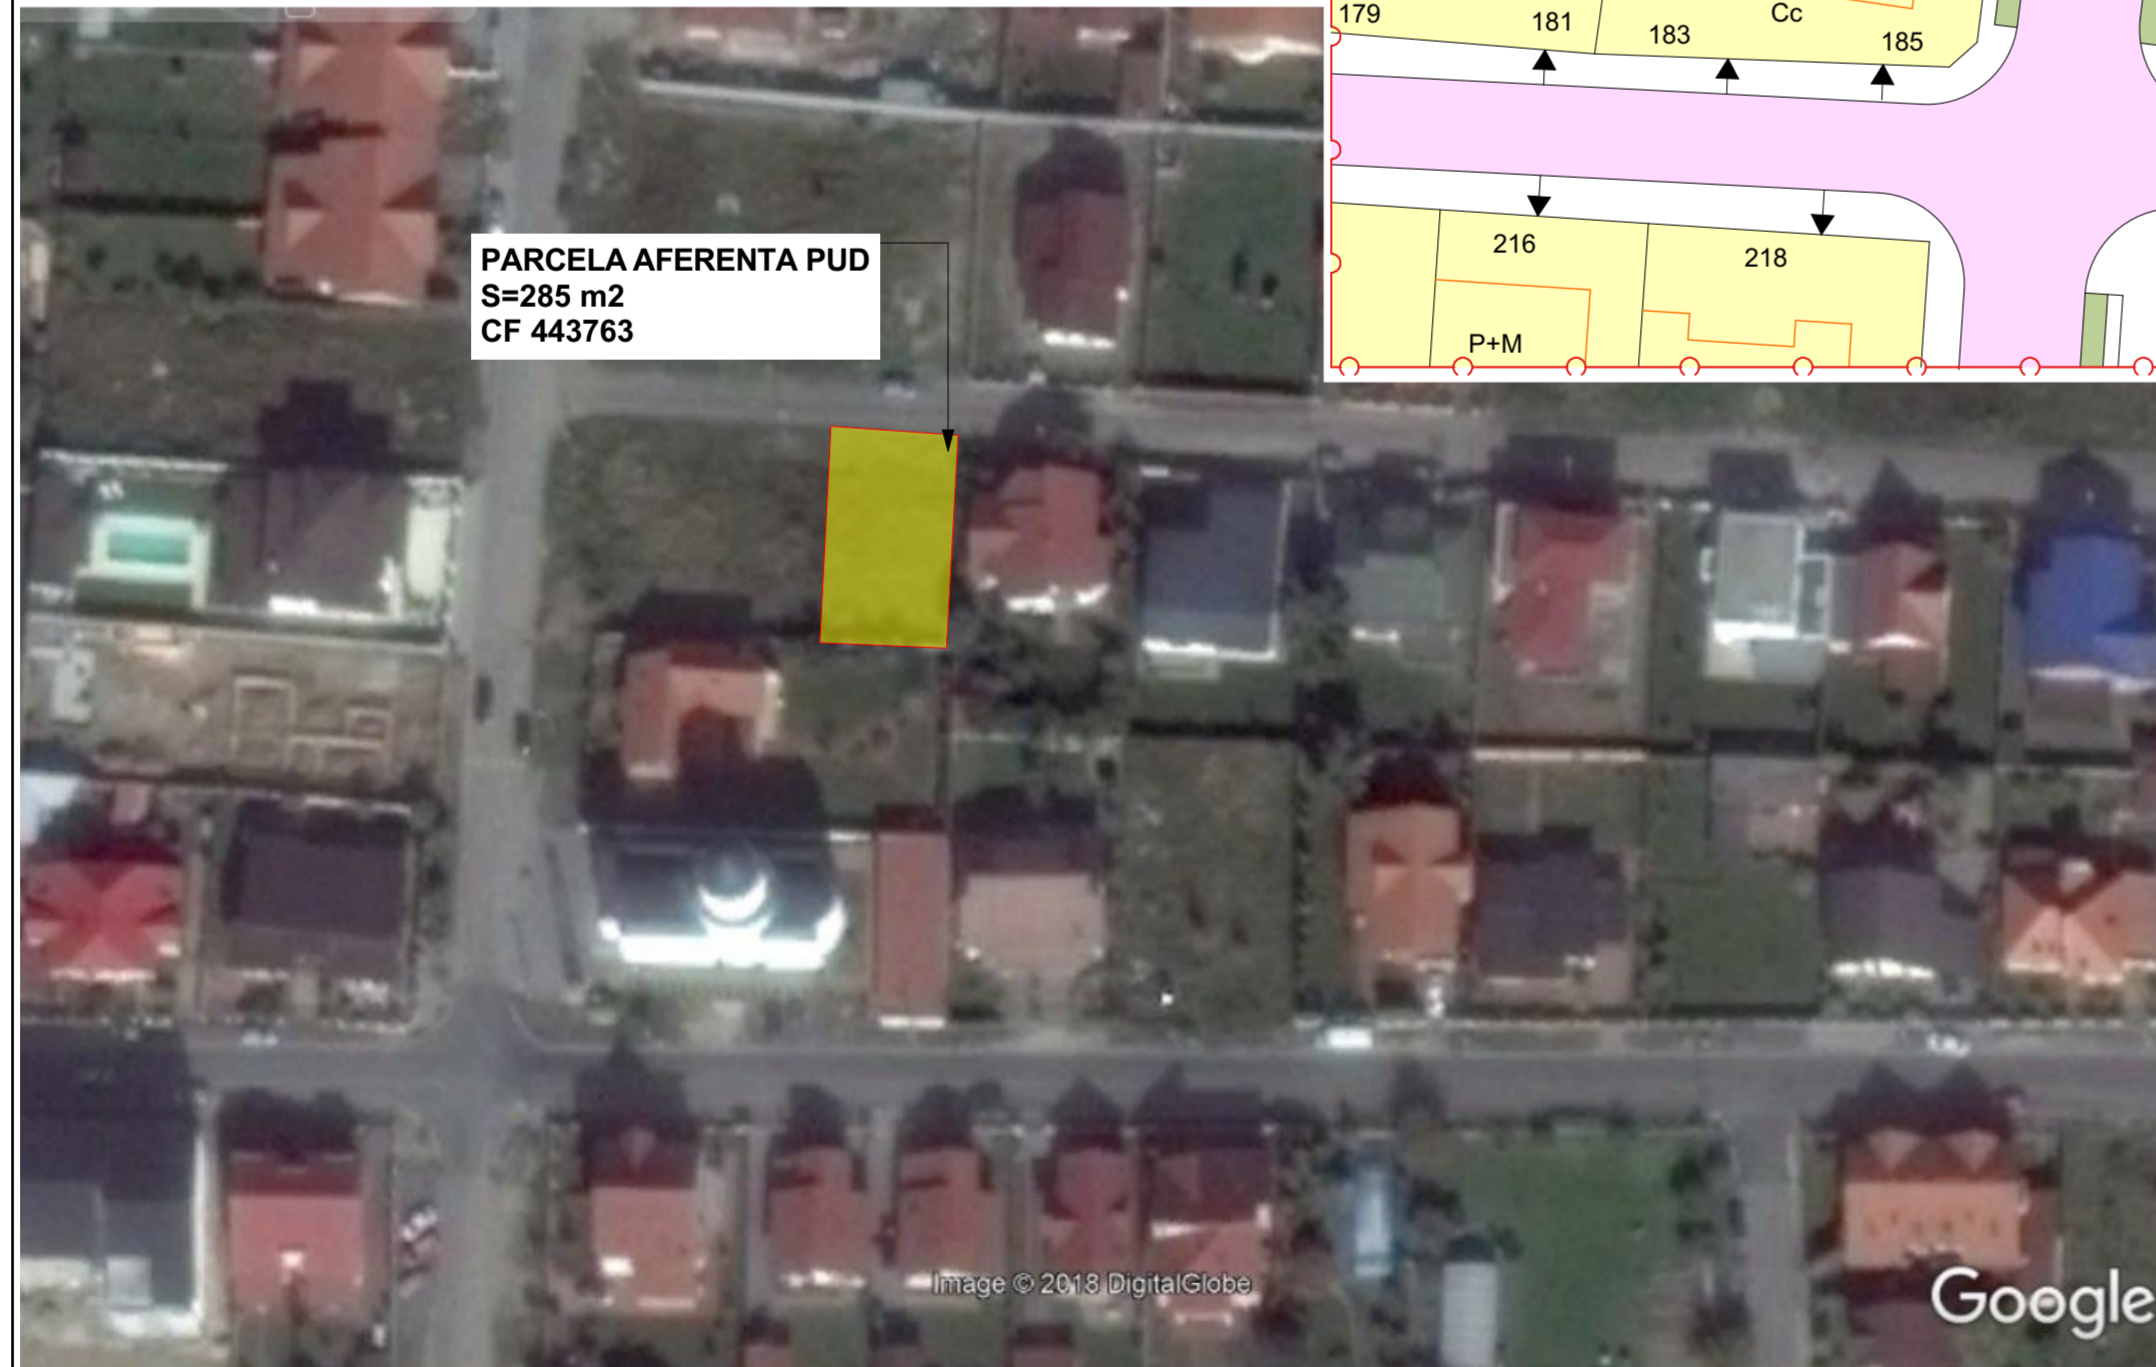 179
181
183
Cc
185
216
218
P+M
PARCELA AFERENTA PUD
S=285 m2
CF 443763
Image © 2018 DigitalGlobe
Google